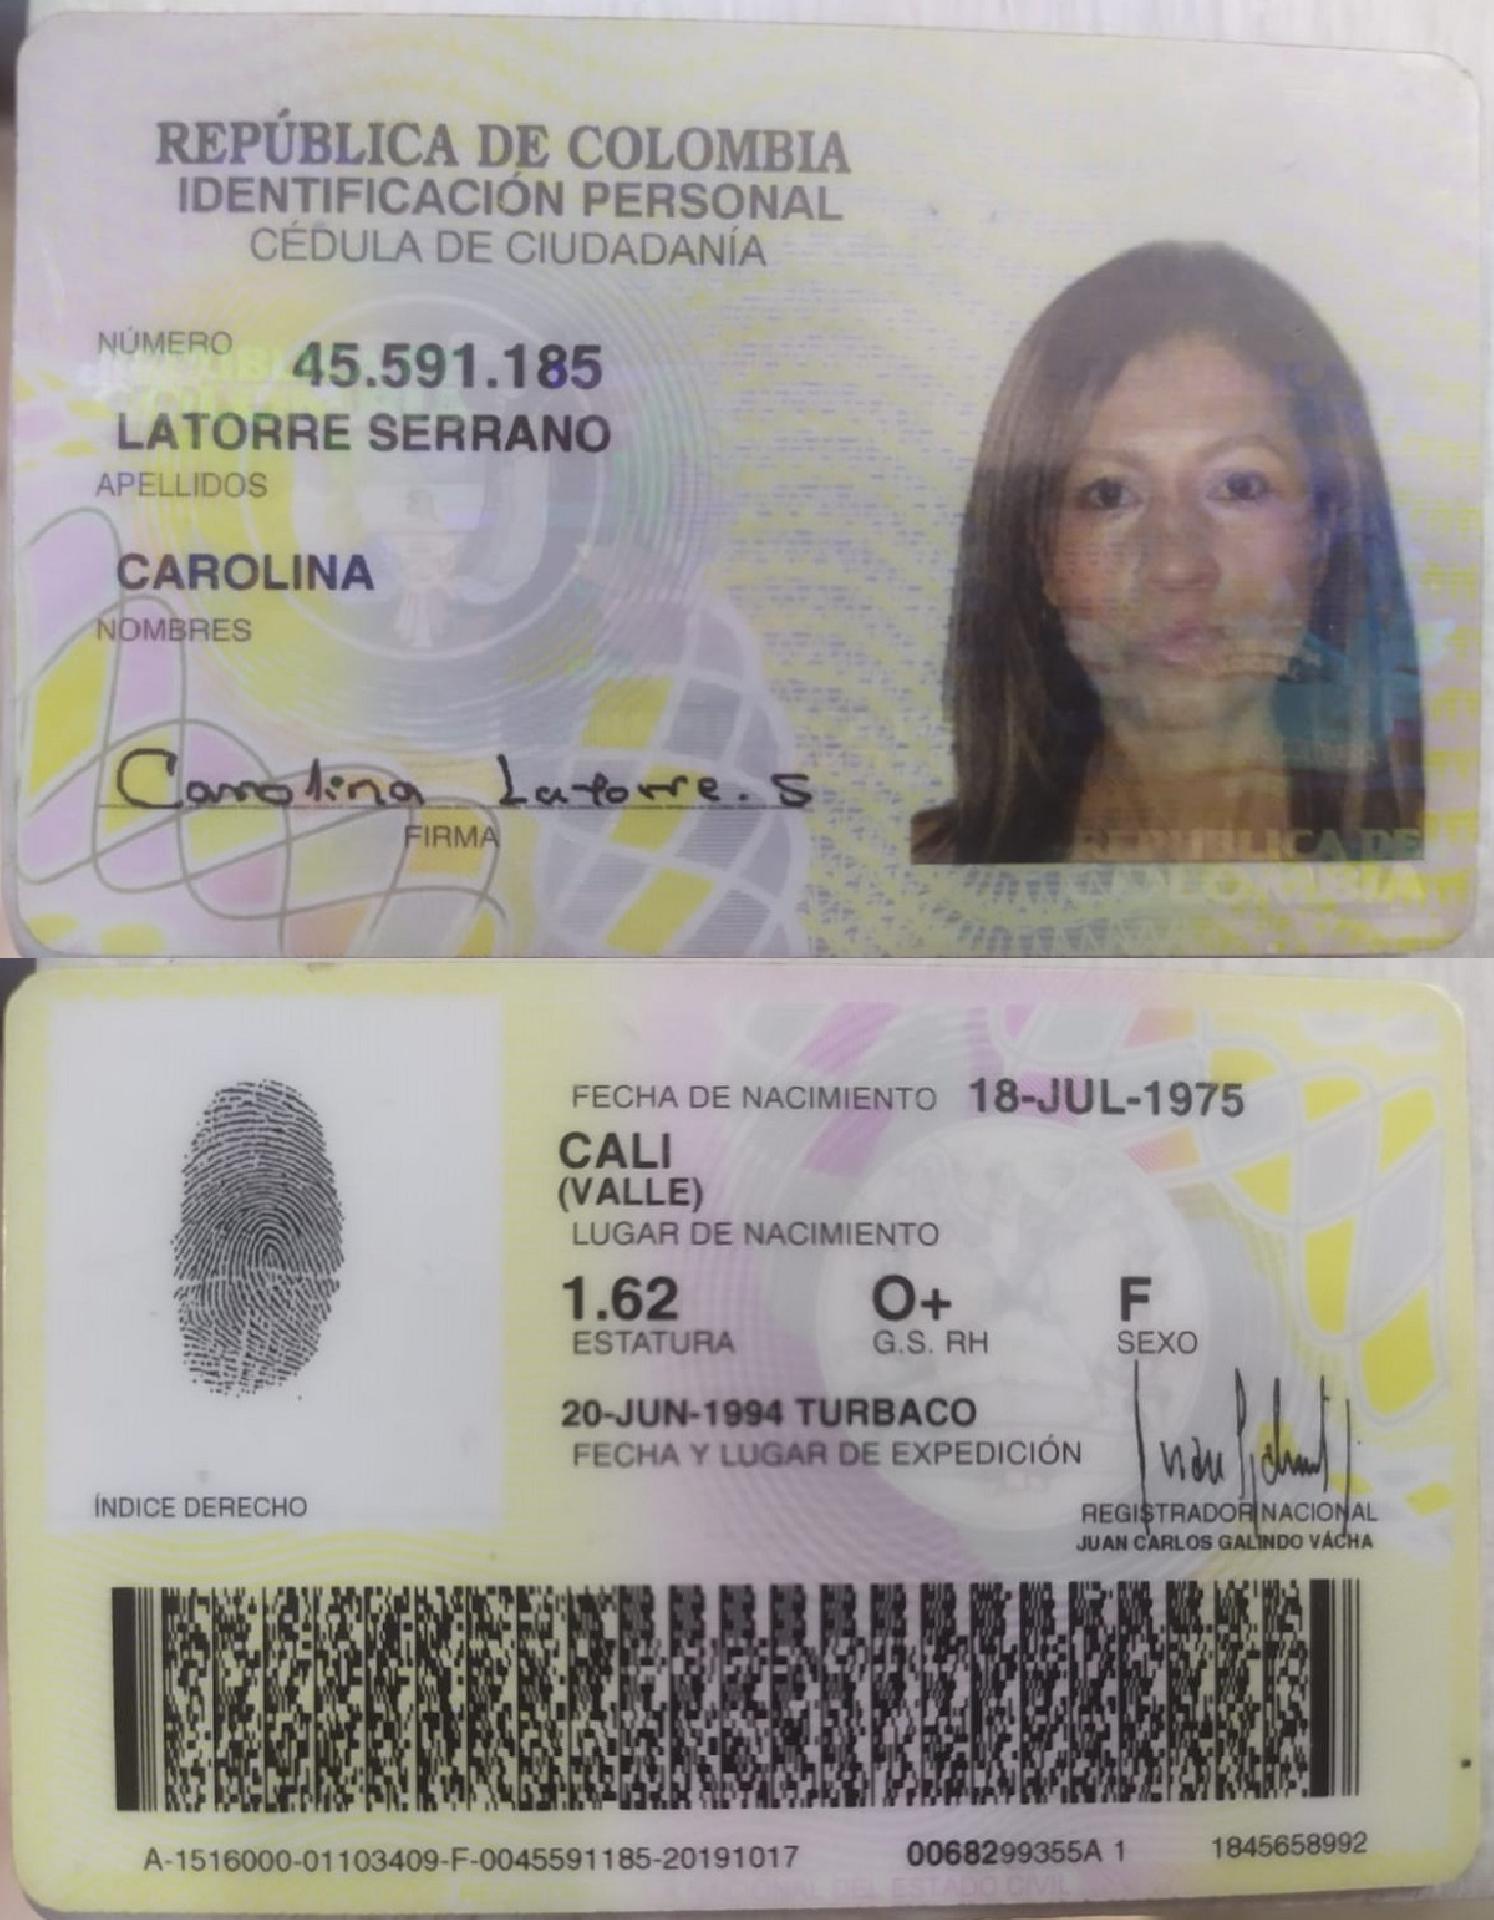 REPÚBLICA DE COLOMBIA
IDENTIFICACIÓN PERSONAL
CÉDULA DE CIUDADANÍA
NÚMERO 45.591.185
LATORRE SERRANO
APELLIDOS
CAROLINA
NOMBRES
Carolina Latorre. S
FIRMA
REPÚBLICA DE
COLOMBIA
FECHA DE NACIMIENTO 18-JUL-1975
CALI
(VALLE)
LUGAR DE NACIMIENTO
1.62 O+ F
ESTATURA G.S. RH SEXO
20-JUN-1994 TURBACO
FECHA Y LUGAR DE EXPEDICIÓN
ÍNDICE DERECHO
REGISTRADOR NACIONAL
JUAN CARLOS GALINDO VÁCHA
A-1516000-01103409-F-0045591185-20191017 0068299355A 1 1845658992